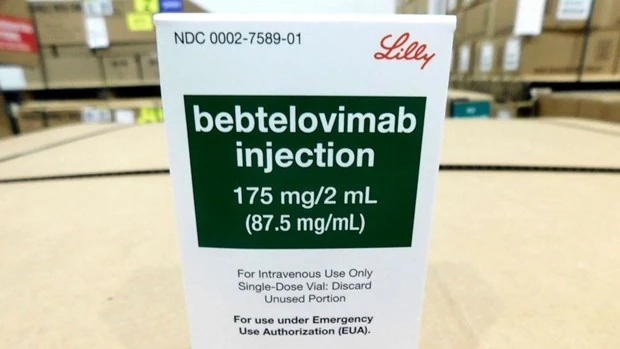 NDC 0002-7589-01
Lilly
bebtelovimab
injection
175 mg/2 mL
(87.5 mg/mL)
For Intravenous Use Only
Single-Dose Vial: Discard
Unused Portion
For use under Emergency
Use Authorization (EUA).